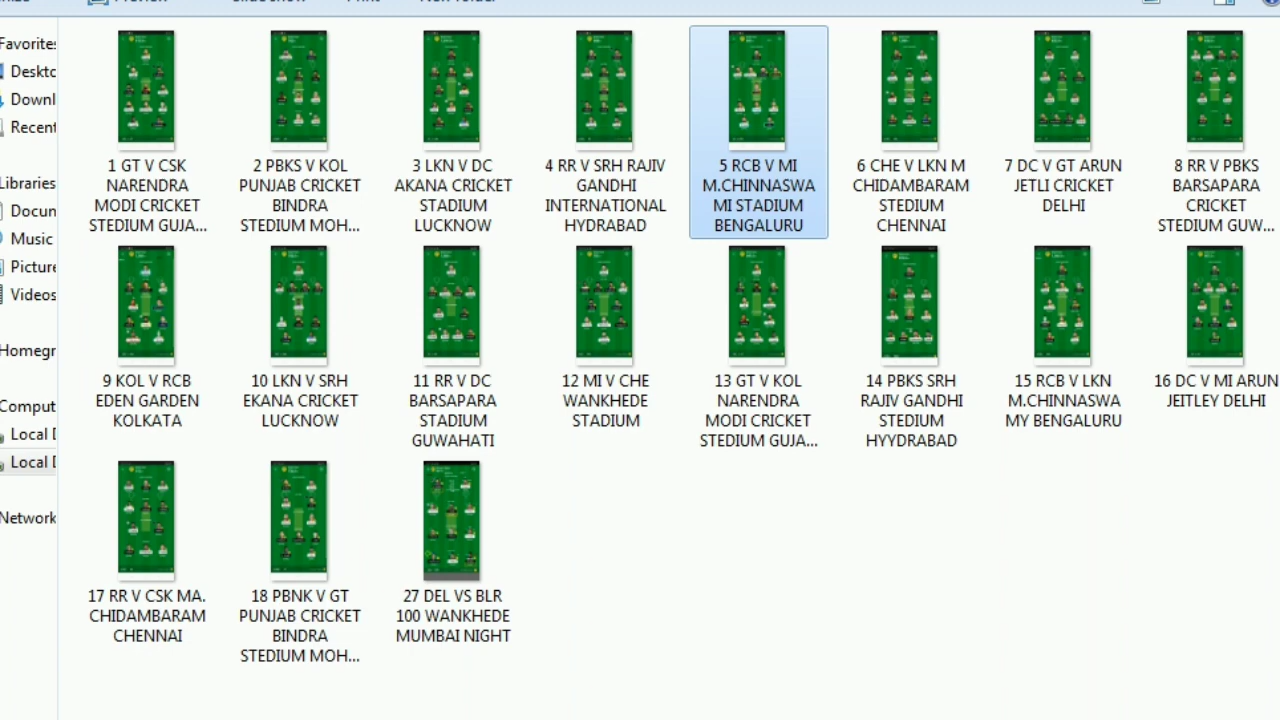 Favorite
Deskto
Downl
Recent
Libraries
Docun
Music
Picture
Videos
Homegr
Comput
Local D
Local D
Network
1 GT V CSK
NARENDRA
MODI CRICKET
STEDIUM GUJA...
2 PBKS V KOL
PUNJAB CRICKET
BINDRA
STEDIUM MOH...
3 LKN V DC
AKANA CRICKET
STADIUM
LUCKNOW
4 RR V SRH RAJIV
GANDHI
INTERNATIONAL
HYDRABAD
5 RCB V MI
M.CHINNASWA
MI STADIUM
BENGALURU
6 CHE V LKN M
CHIDAMBARAM
STEDIUM
CHENNAI
7 DC V GT ARUN
JETLI CRICKET
DELHI
8 RR V PBKS
BARSAPARA
CRICKET
STEDIUM GUW...
9 KOL V RCB
EDEN GARDEN
KOLKATA
10 LKN V SRH
EKANA CRICKET
LUCKNOW
11 RR V DC
BARSAPARA
STADIUM
GUWAHATI
12 MI V CHE
WANKHEDE
STADIUM
13 GT V KOL
NARENDRA
MODI CRICKET
STEDIUM GUJA...
14 PBKS SRH
RAJIV GANDHI
STEDIUM
HYYDRABAD
15 RCB V LKN
M.CHINNASWA
MY BENGALURU
16 DC V MI ARUN
JEITLEY DELHI
17 RR V CSK MA.
CHIDAMBARAM
CHENNAI
18 PBNK V GT
PUNJAB CRICKET
BINDRA
STEDIUM MOH...
27 DEL VS BLR
100 WANKHEDE
MUMBAI NIGHT